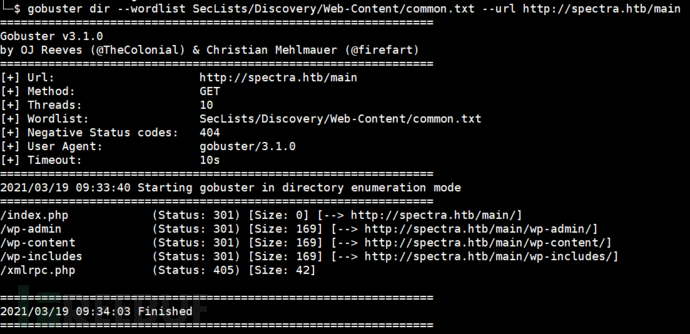 $ gobuster dir --wordlist SecLists/Discovery/Web-Content/common.txt --url http://spectra.htb/main
===============================================================
Gobuster v3.1.0
by OJ Reeves (@TheColonial) & Christian Mehlmauer (@firefart)
===============================================================
[+] Url: http://spectra.htb/main
[+] Method: GET
[+] Threads: 10
[+] Wordlist: SecLists/Discovery/Web-Content/common.txt
[+] Negative Status codes: 404
[+] User Agent: gobuster/3.1.0
[+] Timeout: 10s
===============================================================
2021/03/19 09:33:40 Starting gobuster in directory enumeration mode
===============================================================
/index.php (Status: 301) [Size: 0] [--> http://spectra.htb/main/]
/wp-admin (Status: 301) [Size: 169] [--> http://spectra.htb/main/wp-admin/]
/wp-content (Status: 301) [Size: 169] [--> http://spectra.htb/main/wp-content/]
/wp-includes (Status: 301) [Size: 169] [--> http://spectra.htb/main/wp-includes/]
/xmlrpc.php (Status: 405) [Size: 42]
===============================================================
2021/03/19 09:34:03 Finished
===============================================================